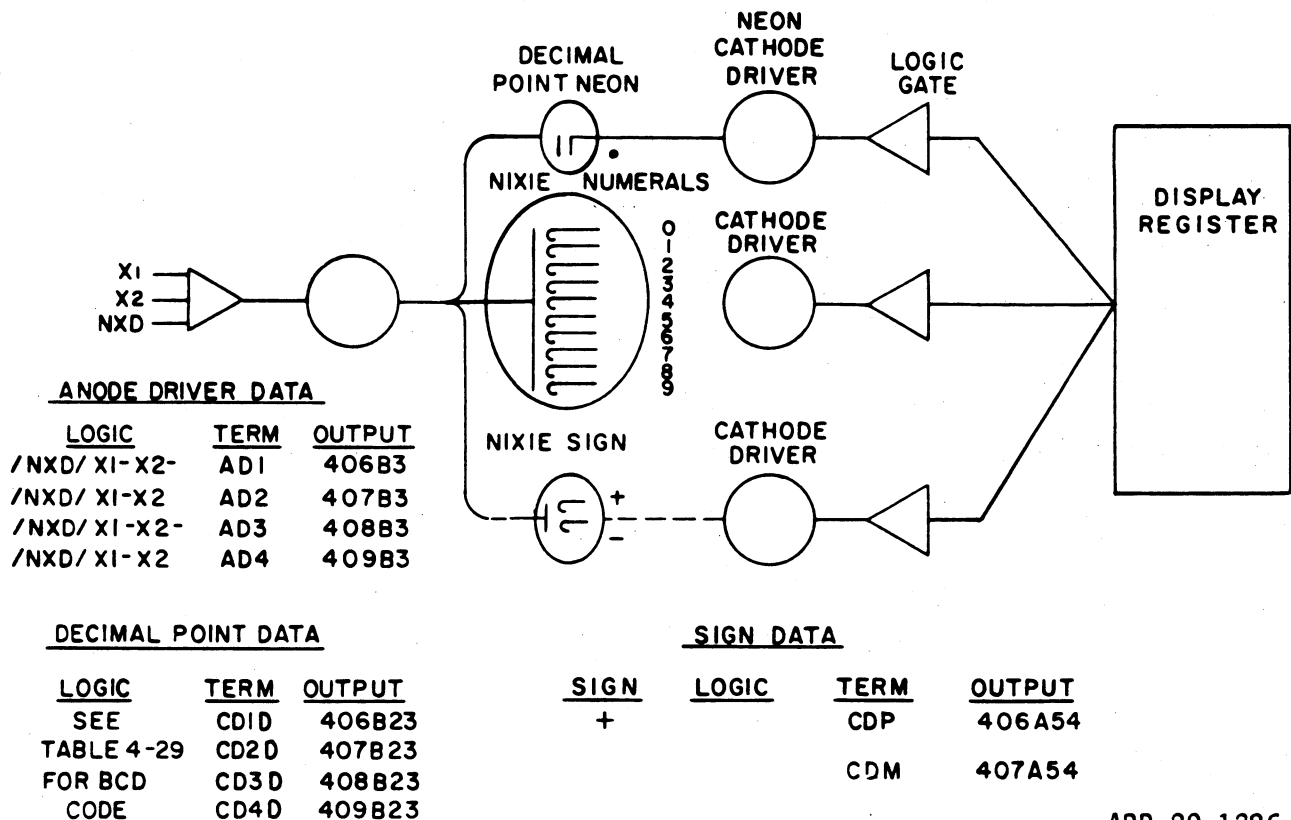 NEON
CATHODE
DRIVER
DECIMAL
POINT NEON
LOGIC
GATE
NIXIE NUMERALS
DISPLAY
REGISTER
0
1
2
3
4
5
6
7
8
9
CATHODE
DRIVER
X1
X2
NXD
ANODE DRIVER DATA
LOGIC TERM OUTPUT
/NXD/ X1-X2- AD1 406B3
/NXD/ X1-X2 AD2 407B3
/NXD/ X1-X2- AD3 408B3
/NXD/ X1-X2 AD4 409B3
NIXIE SIGN
+
-
CATHODE
DRIVER
DECIMAL POINT DATA
LOGIC TERM OUTPUT
SEE CD1D 406B23
TABLE 4-29 CD2D 407B23
FOR BCD CD3D 408B23
CODE CD4D 409B23
SIGN DATA
SIGN LOGIC TERM OUTPUT
+ CDP 406A54
CDM 407A54